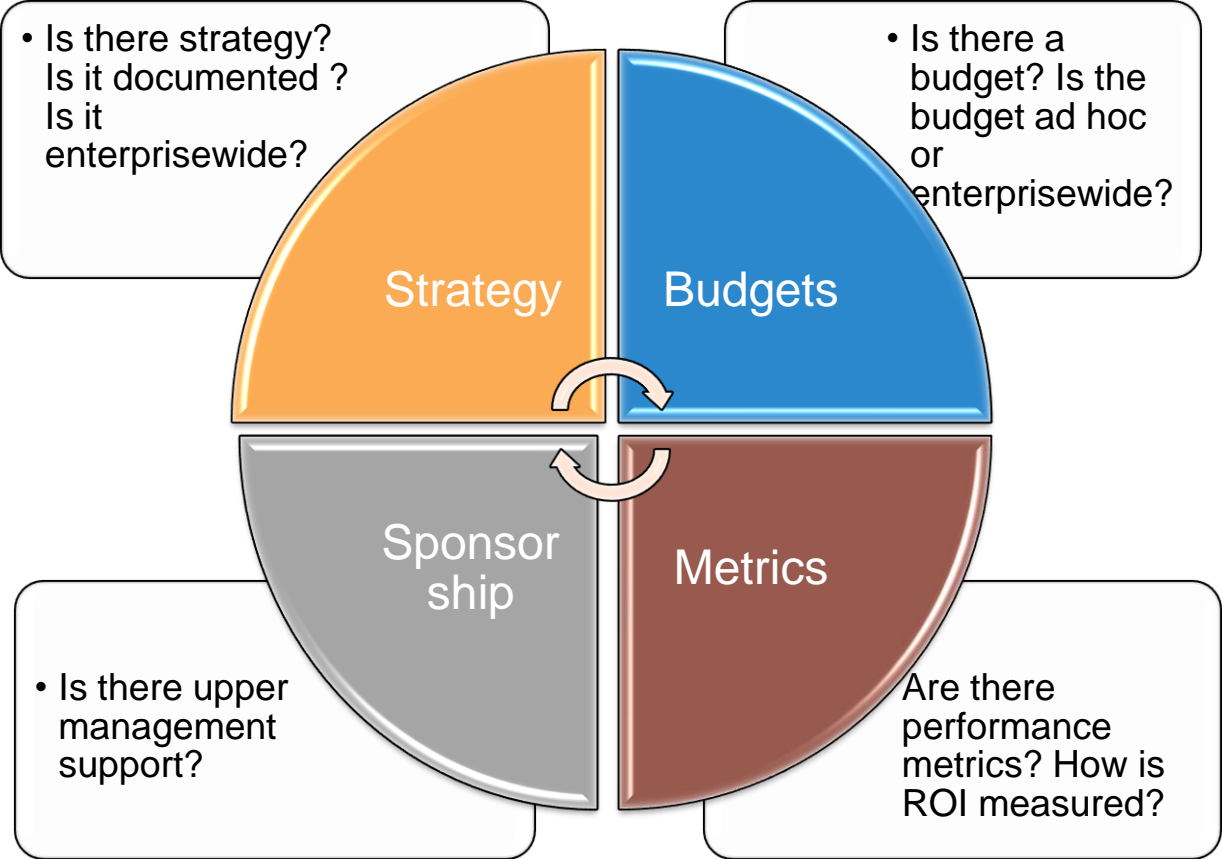 • Is there strategy?
Is it documented ?
Is it
enterprisewide?
• Is there a
budget? Is the
budget ad hoc
or
enterprisewide?
Strategy
Budgets
Sponsor
ship
Metrics
• Is there upper
management
support?
Are there
performance
metrics? How is
ROI measured?